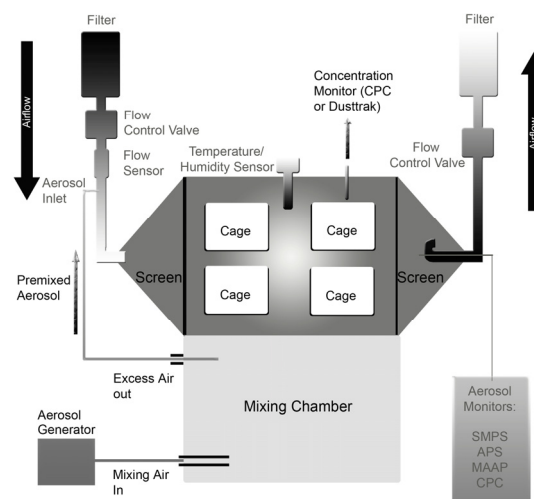 Filter
Filter
Airflow
Airflow
Concentration
Monitor (CPC
or Dusttrak)
Flow
Control Valve
Flow
Control Valve
Flow
Sensor
Temperature/
Humidity Sensor
Aerosol
Inlet
Cage
Cage
Screen
Screen
Cage
Cage
Premixed
Aerosol
Excess Air
out
Mixing Chamber
Aerosol
Generator
Mixing Air
In
Aerosol
Monitors:
SMPS
APS
MAAP
CPC